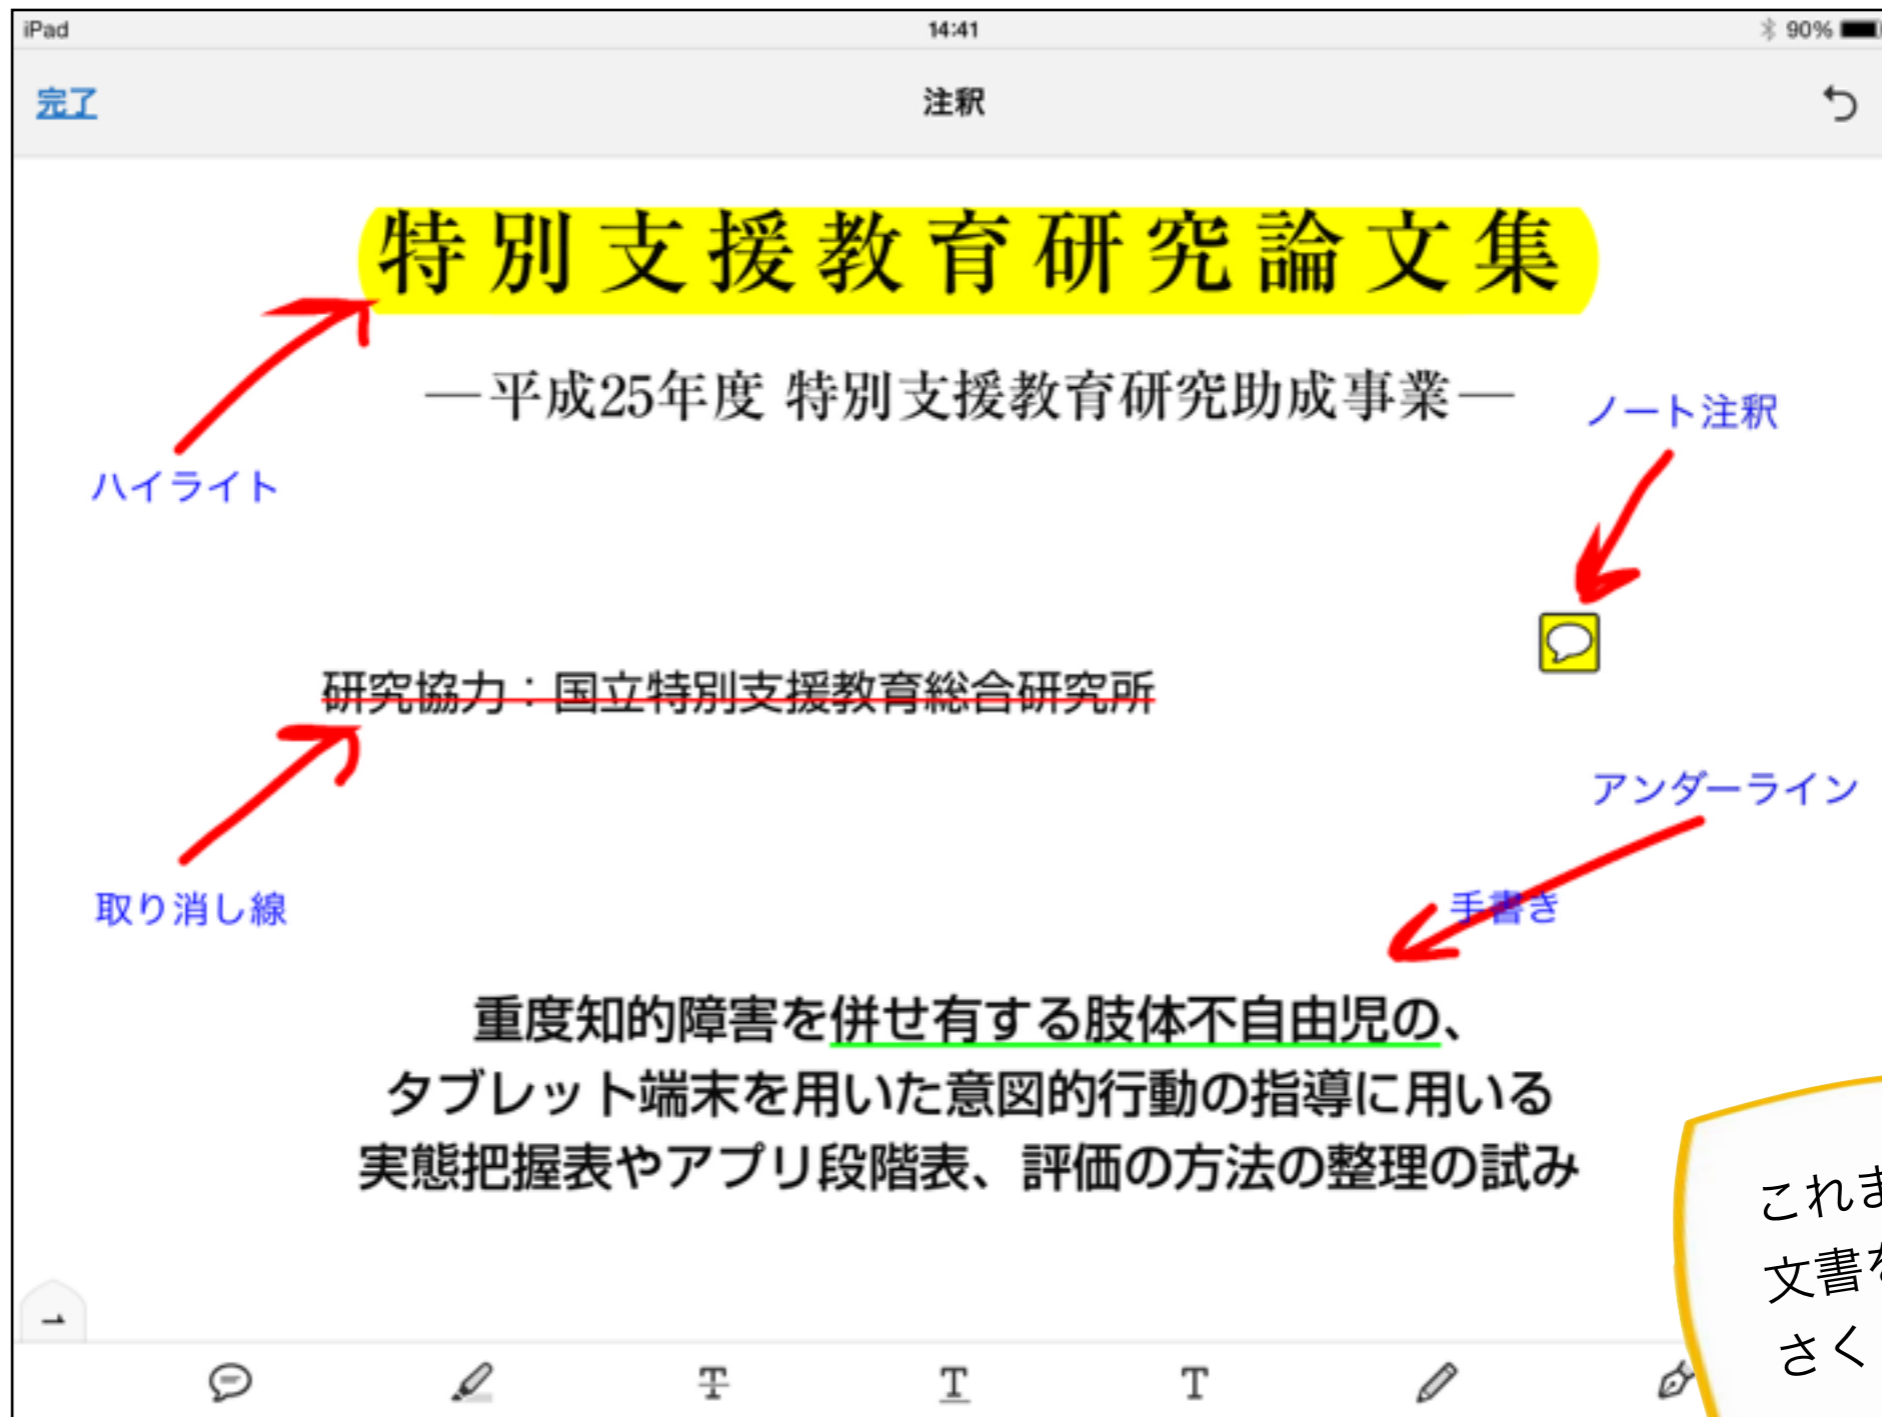 iPad 14:41 90%
完了 注釈
特別支援教育研究論文集
―平成25年度 特別支援教育研究助成事業―
ノート注釈
ハイライト
研究協力：国立特別支援教育総合研究所
アンダーライン
取り消し線
手書き
重度知的障害を併せ有する肢体不自由児の、
タブレット端末を用いた意図的行動の指導に用いる
実態把握表やアプリ段階表、評価の方法の整理の試み
これま
文書を
さく
1
T T T